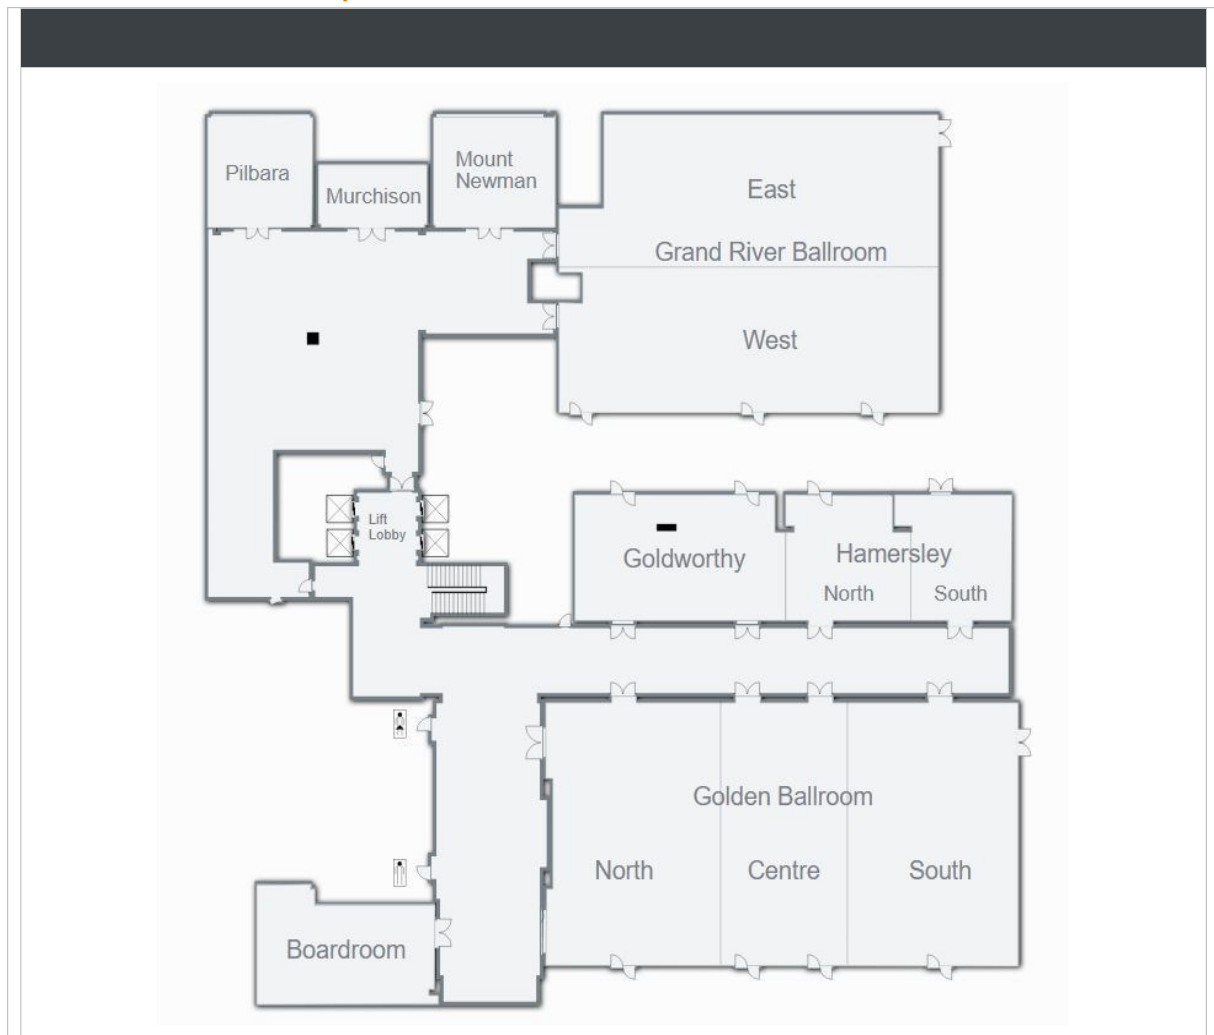 Pilbara
Murchison
Mount
Newman
East
Grand River Ballroom
West
Lift
Lobby
Goldworthy
Hamersley
North
South
Golden Ballroom
North
Centre
South
Boardroom